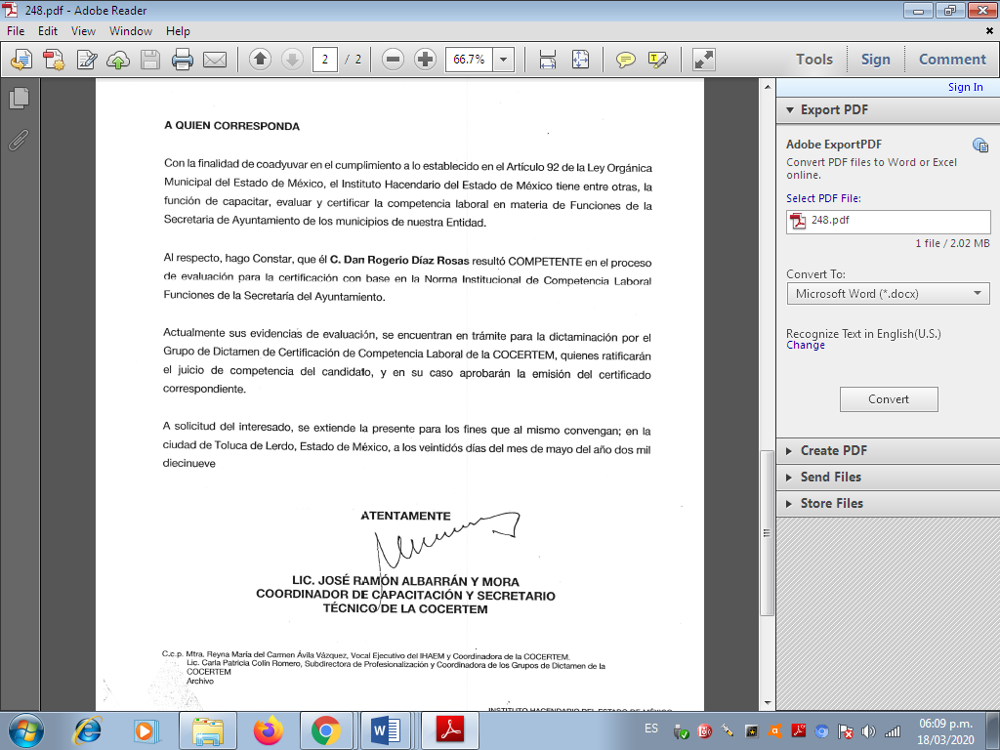 248.pdf - Adobe Reader
File Edit View Window Help
2 / 2 66.7% Tools Sign Comment
Sign In
A QUIEN CORRESPONDA
Con la finalidad de coadyuvar en el cumplimiento a lo establecido en el Artículo 92 de la Ley Orgánica
Municipal del Estado de México, el Instituto Hacendario del Estado de México tiene entre otras, la
función de capacitar, evaluar y certificar la competencia laboral en materia de Funciones de la
Secretaria de Ayuntamiento de los municipios de nuestra Entidad.
Al respecto, hago Constar, que él C. Dan Rogerio Díaz Rosas resultó COMPETENTE en el proceso
de evaluación para la certificación con base en la Norma Institucional de Competencia Laboral
Funciones de la Secretaría del Ayuntamiento.
Actualmente sus evidencias de evaluación, se encuentran en trámite para la dictaminación por el
Grupo de Dictamen de Certificación de Competencia Laboral de la COCERTEM, quienes ratificarán
el juicio de competencia del candidato, y en su caso aprobarán la emisión del certificado
correspondiente.
A solicitud del interesado, se extiende la presente para los fines que al mismo convengan; en la
ciudad de Toluca de Lerdo, Estado de México, a los veintidós días del mes de mayo del año dos mil
diecinueve
ATENTAMENTE
LIC. JOSÉ RAMÓN ALBARRÁN Y MORA
COORDINADOR DE CAPACITACIÓN Y SECRETARIO
TÉCNICO DE LA COCERTEM
C.c.p. Mtra. Reyna María del Carmen Ávila Vázquez, Vocal Ejecutivo del IHAEM y Coordinadora de la COCERTEM.
Lic. Carla Patricia Colín Romero, Subdirectora de Profesionalización y Coordinadora de los Grupos de Dictamen de la
COCERTEM
Archivo
INSTITUTO HACENDARIO DEL ESTADO DE MÉXICO
Export PDF
Adobe ExportPDF
Convert PDF files to Word or Excel
online.
Select PDF File:
248.pdf
1 file / 2.02 MB
Convert To:
Microsoft Word (*.docx)
Recognize Text in English(U.S.)
Change
Convert
Create PDF
Send Files
Store Files
ES
06:09 p.m.
18/03/2020